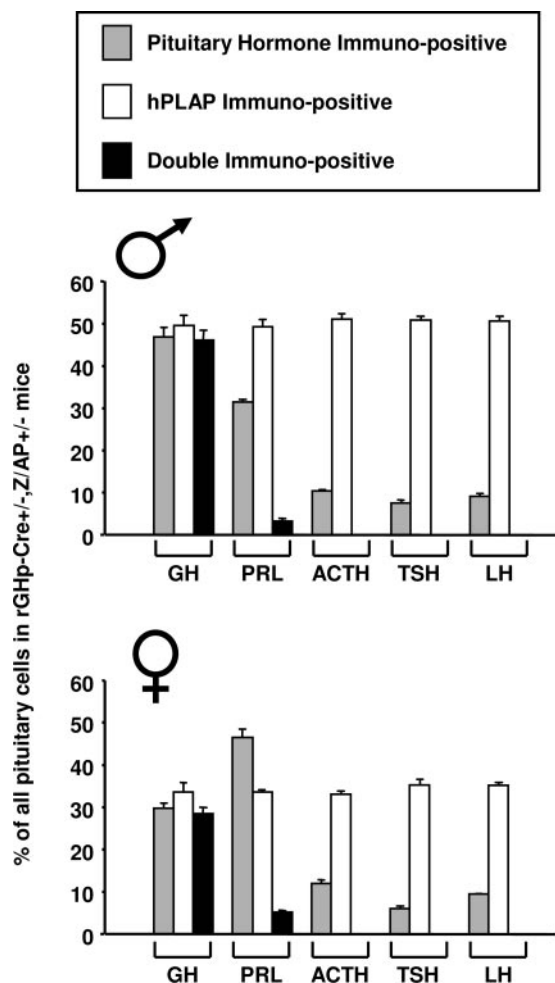 Pituitary Hormone Immuno-positive
hPLAP Immuno-positive
Double Immuno-positive
% of all pituitary cells in rGHp-Cre+/-,Z/AP+/- mice
60
50
40
30
20
10
0
GH PRL ACTH TSH LH
60
50
40
30
20
10
0
GH PRL ACTH TSH LH